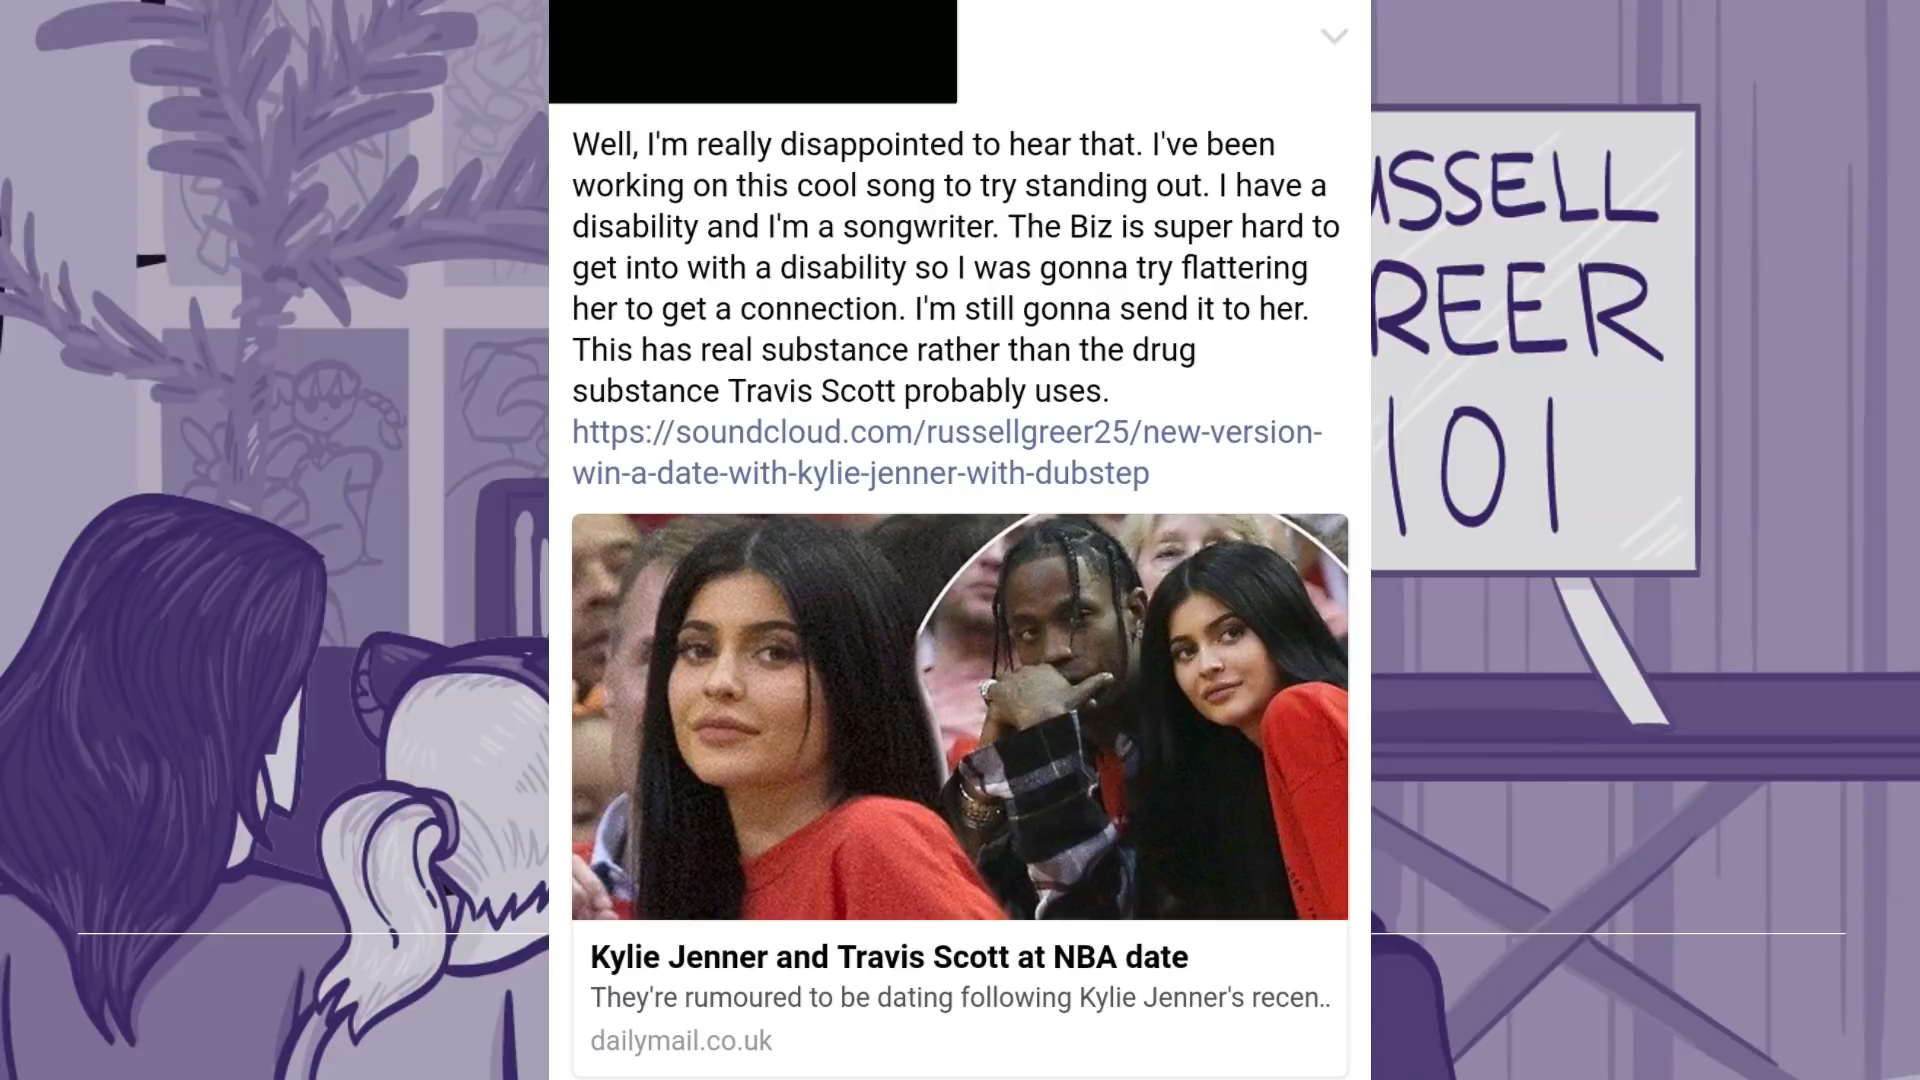 Well, I'm really disappointed to hear that. I've been
working on this cool song to try standing out. I have a
disability and I'm a songwriter. The Biz is super hard to
get into with a disability so I was gonna try flattering
her to get a connection. I'm still gonna send it to her.
This has real substance rather than the drug
substance Travis Scott probably uses.
https://soundcloud.com/russellgreer25/new-version-
win-a-date-with-kylie-jenner-with-dubstep
Kylie Jenner and Travis Scott at NBA date
They're rumoured to be dating following Kylie Jenner's recen..
dailymail.co.uk
USSELL
REER
101